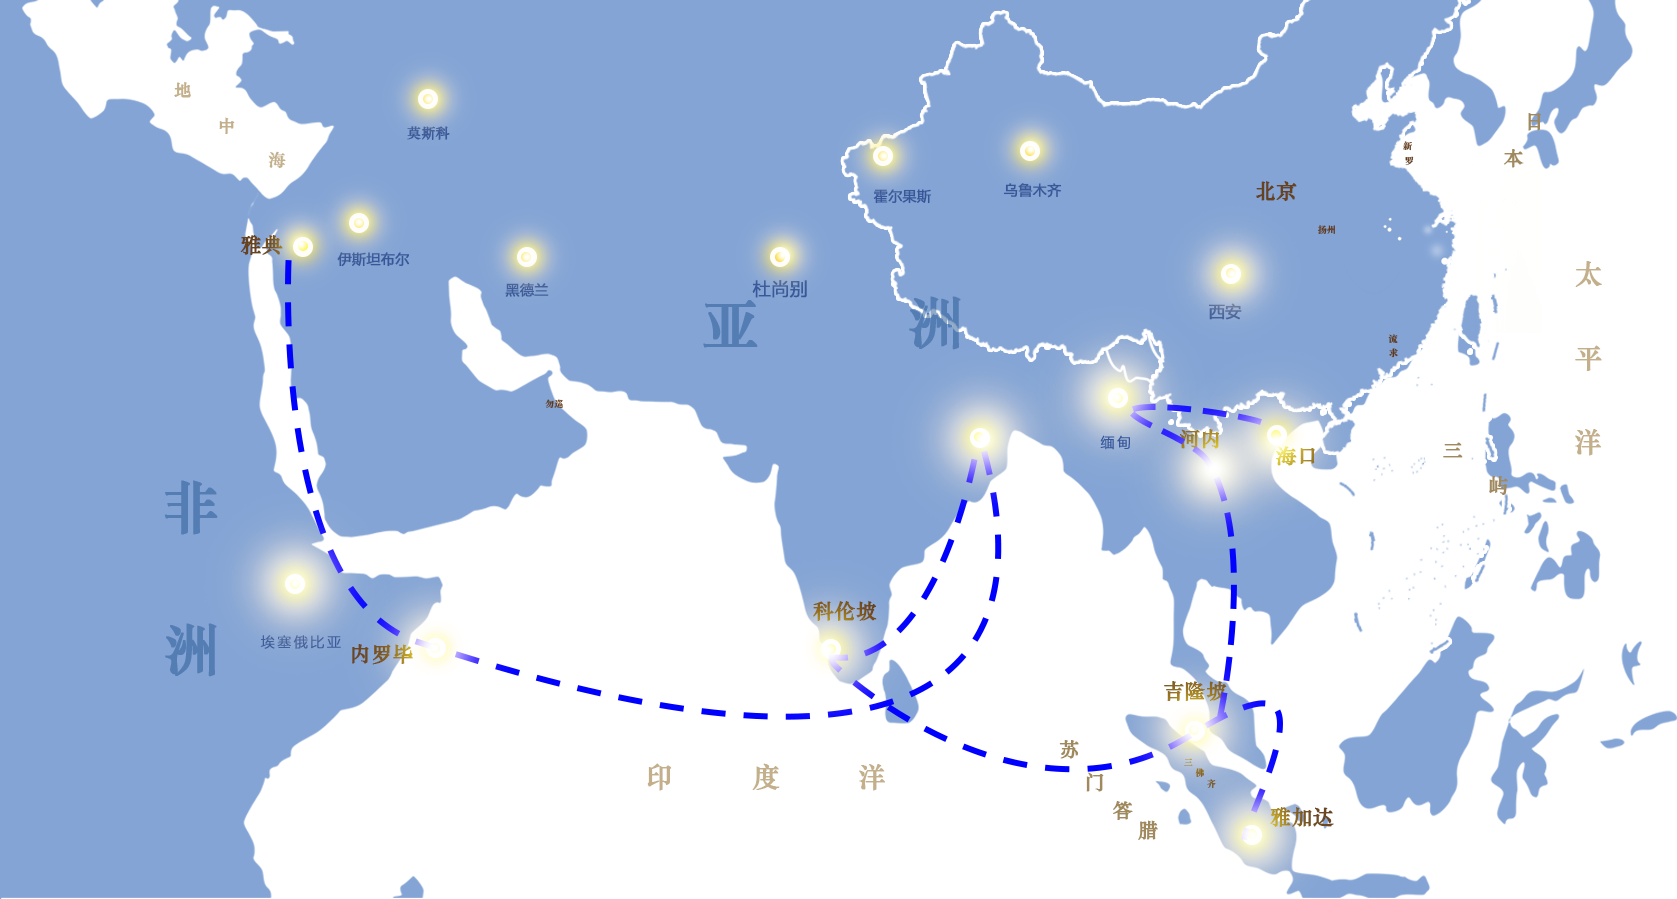 地
中
海
莫斯科
日
本
新
罗
霍尔果斯
乌鲁木齐
北京
扬州
雅典
伊斯坦布尔
黑德兰
杜尚别
西安
太
平
洋
亚
洲
流
求
勿巡
缅甸
河内
海口
三
屿
非
洲
埃塞俄比亚
内罗毕
科伦坡
吉隆坡
印
度
洋
苏
门
答
腊
三
佛
齐
雅加达